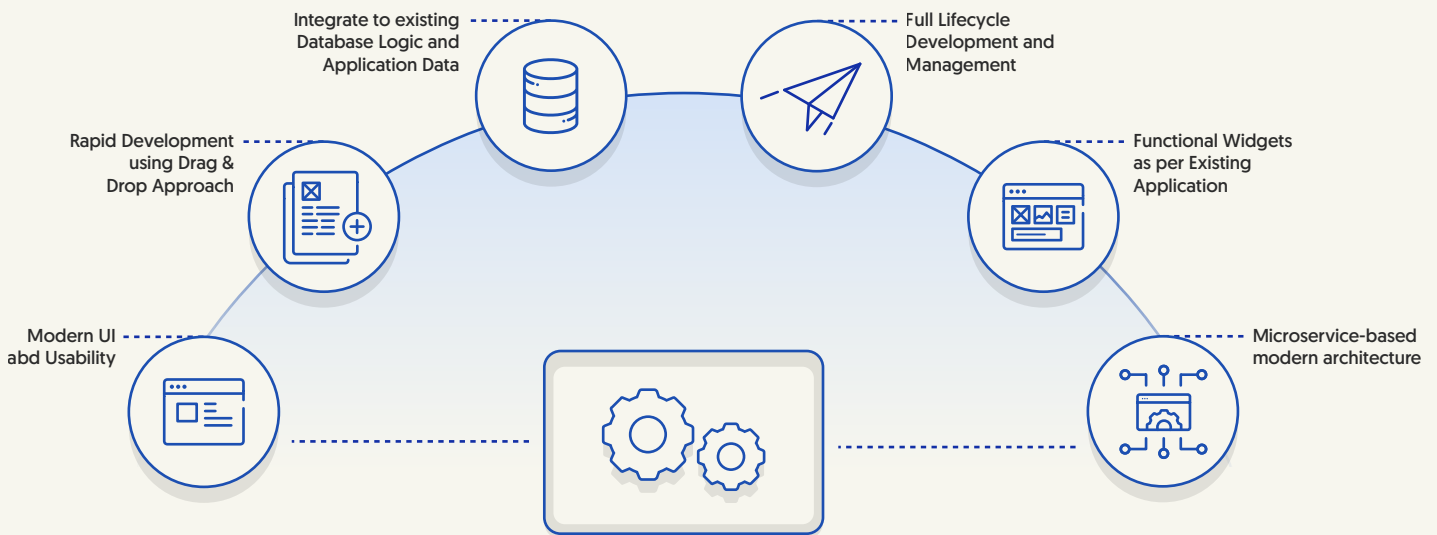 Integrate to existing
Database Logic and
Application Data
Full Lifecycle
Development and
Management
Rapid Development
using Drag &
Drop Approach
Functional Widgets
as per Existing
Application
Modern UI
abd Usability
Microservice-based
modern architecture